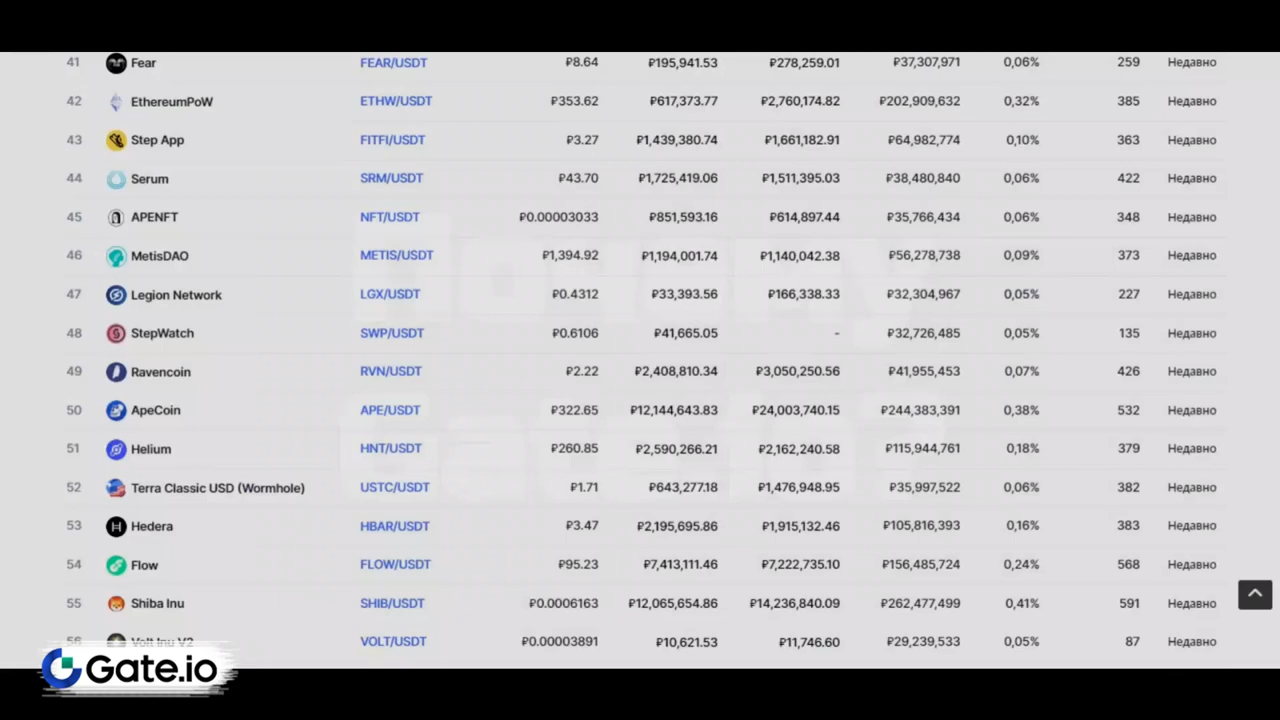 41 Fear FEAR/USDT ₽8.64 ₽195,941.53 ₽278,259.01 ₽37,307,971 0,06% 259 Недавно
42 EthereumPoW ETHW/USDT ₽353.62 ₽617,373.77 ₽2,760,174.82 ₽202,909,632 0,32% 385 Недавно
43 Step App FITFI/USDT ₽3.27 ₽1,439,380.74 ₽1,661,182.91 ₽64,982,774 0,10% 363 Недавно
44 Serum SRM/USDT ₽43.70 ₽1,725,419.06 ₽1,511,395.03 ₽38,480,840 0,06% 422 Недавно
45 APENFT NFT/USDT ₽0.00003033 ₽851,593.16 ₽614,897.44 ₽35,766,434 0,06% 348 Недавно
46 MetisDAO METIS/USDT ₽1,394.92 ₽1,194,001.74 ₽1,140,042.38 ₽56,278,738 0,09% 373 Недавно
47 Legion Network LGX/USDT ₽0.4312 ₽33,393.56 ₽166,338.33 ₽32,304,967 0,05% 227 Недавно
48 StepWatch SWP/USDT ₽0.6106 ₽41,665.05 - ₽32,726,485 0,05% 135 Недавно
49 Ravencoin RVN/USDT ₽2.22 ₽2,408,810.34 ₽3,050,250.56 ₽41,955,453 0,07% 426 Недавно
50 ApeCoin APE/USDT ₽322.65 ₽12,144,643.83 ₽24,003,740.15 ₽244,383,391 0,38% 532 Недавно
51 Helium HNT/USDT ₽260.85 ₽2,590,266.21 ₽2,162,240.58 ₽115,944,761 0,18% 379 Недавно
52 Terra Classic USD (Wormhole) USTC/USDT ₽1.71 ₽643,277.18 ₽1,476,948.95 ₽35,997,522 0,06% 382 Недавно
53 Hedera HBAR/USDT ₽3.47 ₽2,195,695.86 ₽1,915,132.46 ₽105,816,393 0,16% 383 Недавно
54 Flow FLOW/USDT ₽95.23 ₽7,413,111.46 ₽7,222,735.10 ₽156,485,724 0,24% 568 Недавно
55 Shiba Inu SHIB/USDT ₽0.0006163 ₽12,065,654.86 ₽14,236,840.09 ₽262,477,499 0,41% 591 Недавно
56 Volt Inu V2 VOLT/USDT ₽0.00003891 ₽10,621.53 ₽11,746.60 ₽29,239,533 0,05% 87 Недавно
Gate.io